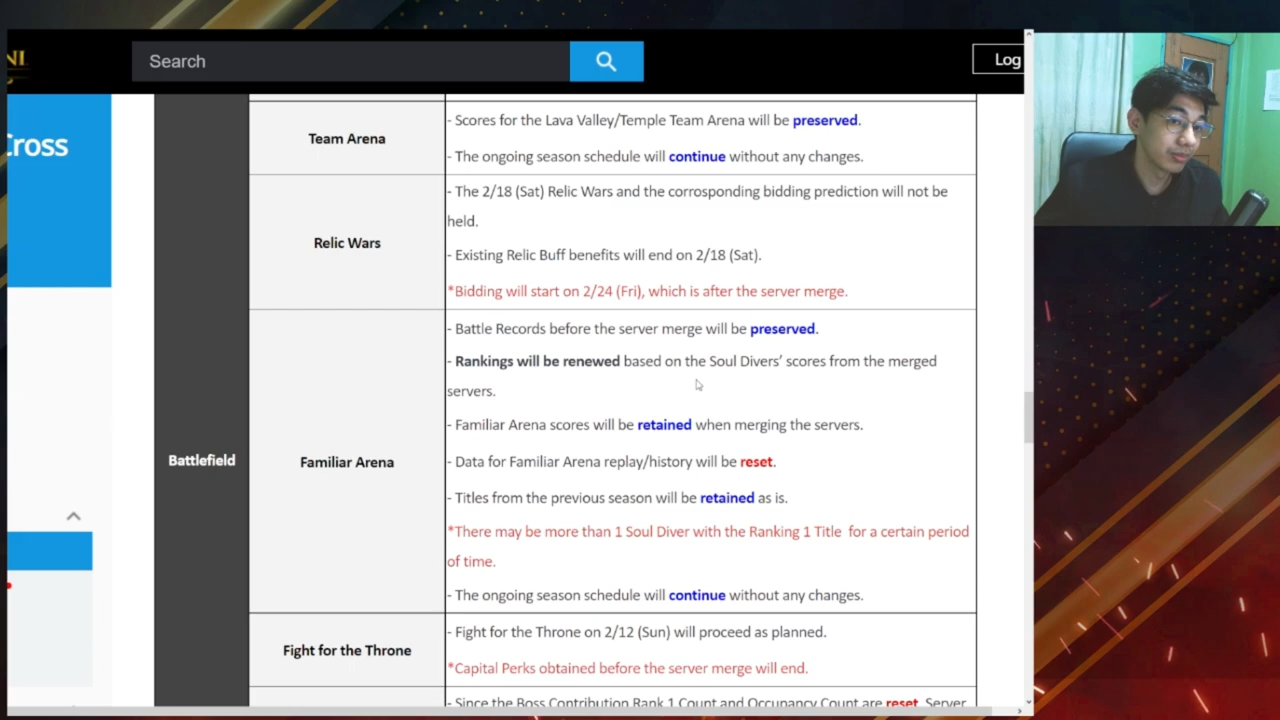 NI
Search
Log
Cross
Team Arena
- Scores for the Lava Valley/Temple Team Arena will be preserved.
- The ongoing season schedule will continue without any changes.
Relic Wars
- The 2/18 (Sat) Relic Wars and the corrosponding bidding prediction will not be
held.
- Existing Relic Buff benefits will end on 2/18 (Sat).
*Bidding will start on 2/24 (Fri), which is after the server merge.
Battlefield
Familiar Arena
- Battle Records before the server merge will be preserved.
- Rankings will be renewed based on the Soul Divers' scores from the merged
servers.
- Familiar Arena scores will be retained when merging the servers.
- Data for Familiar Arena replay/history will be reset.
- Titles from the previous season will be retained as is.
*There may be more than 1 Soul Diver with the Ranking 1 Title for a certain period
of time.
- The ongoing season schedule will continue without any changes.
Fight for the Throne
- Fight for the Throne on 2/12 (Sun) will proceed as planned.
*Capital Perks obtained before the server merge will end.
- Since the Boss Contribution Rank 1 Count and Occupancy Count are reset, Server